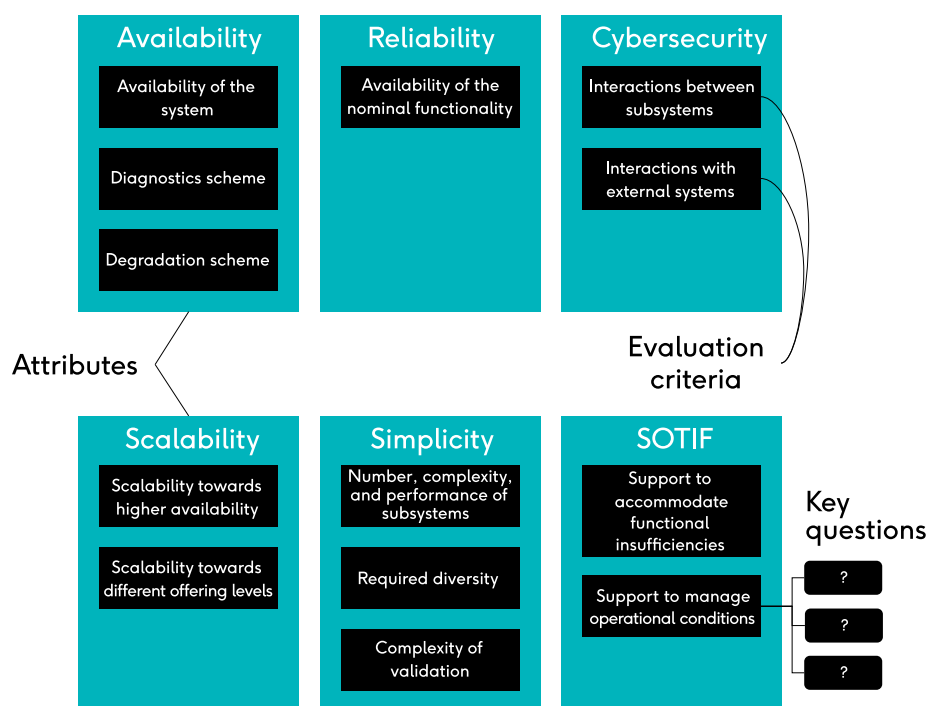 Availability
Availability of the
system
Diagnostics scheme
Degradation scheme
Reliability
Availability of the
nominal functionality
Cybersecurity
Interactions between
subsystems
Interactions with
external systems
Attributes
Evaluation
criteria
Scalability
Scalability towards
higher availability
Scalability towards
different offering levels
Simplicity
Number, complexity,
and performance of
subsystems
Required diversity
Complexity of
validation
SOTIF
Support to
accommodate
functional
insufficiencies
Support to manage
operational conditions
Key
questions
?
?
?